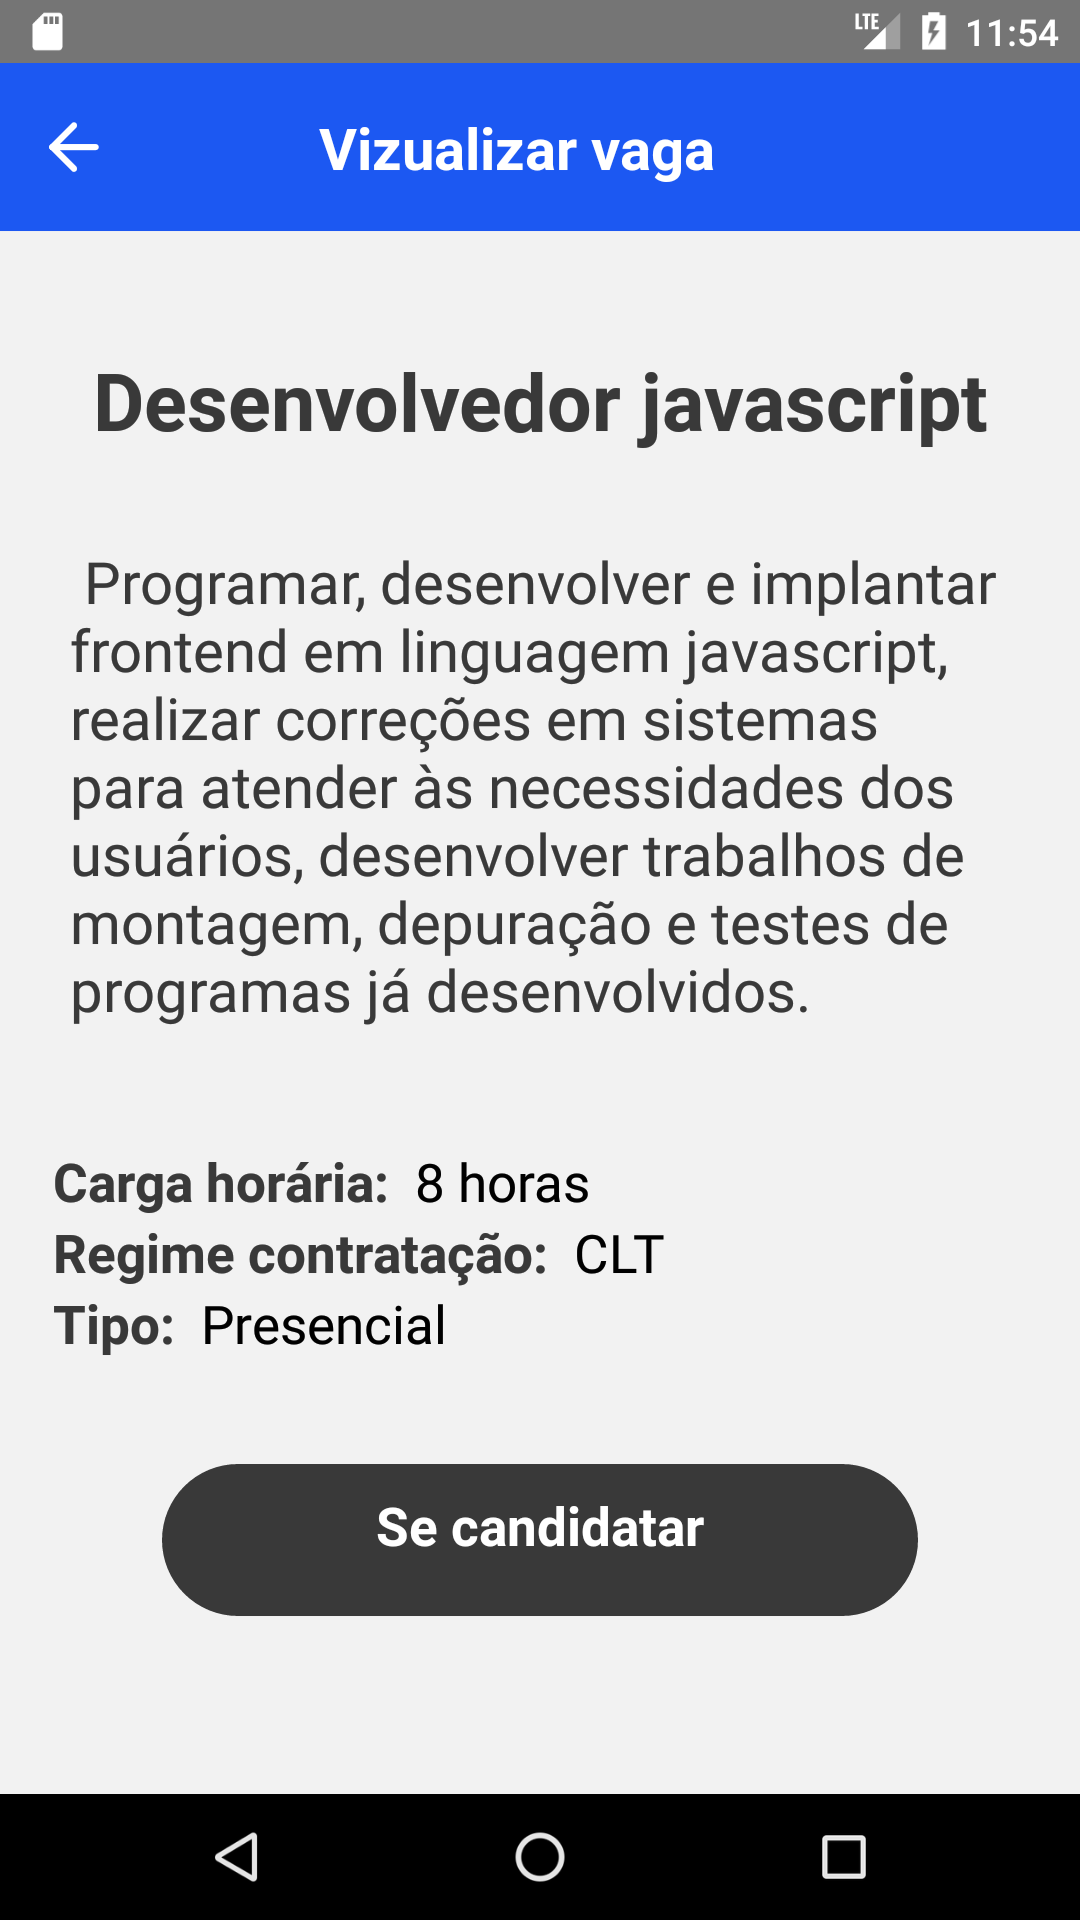 LTE 11:54
Vizualizar vaga
Desenvolvedor javascript
Programar, desenvolver e implantar
frontend em linguagem javascript,
realizar correções em sistemas
para atender às necessidades dos
usuários, desenvolver trabalhos de
montagem, depuração e testes de
programas já desenvolvidos.
Carga horária: 8 horas
Regime contratação: CLT
Tipo: Presencial
Se candidatar